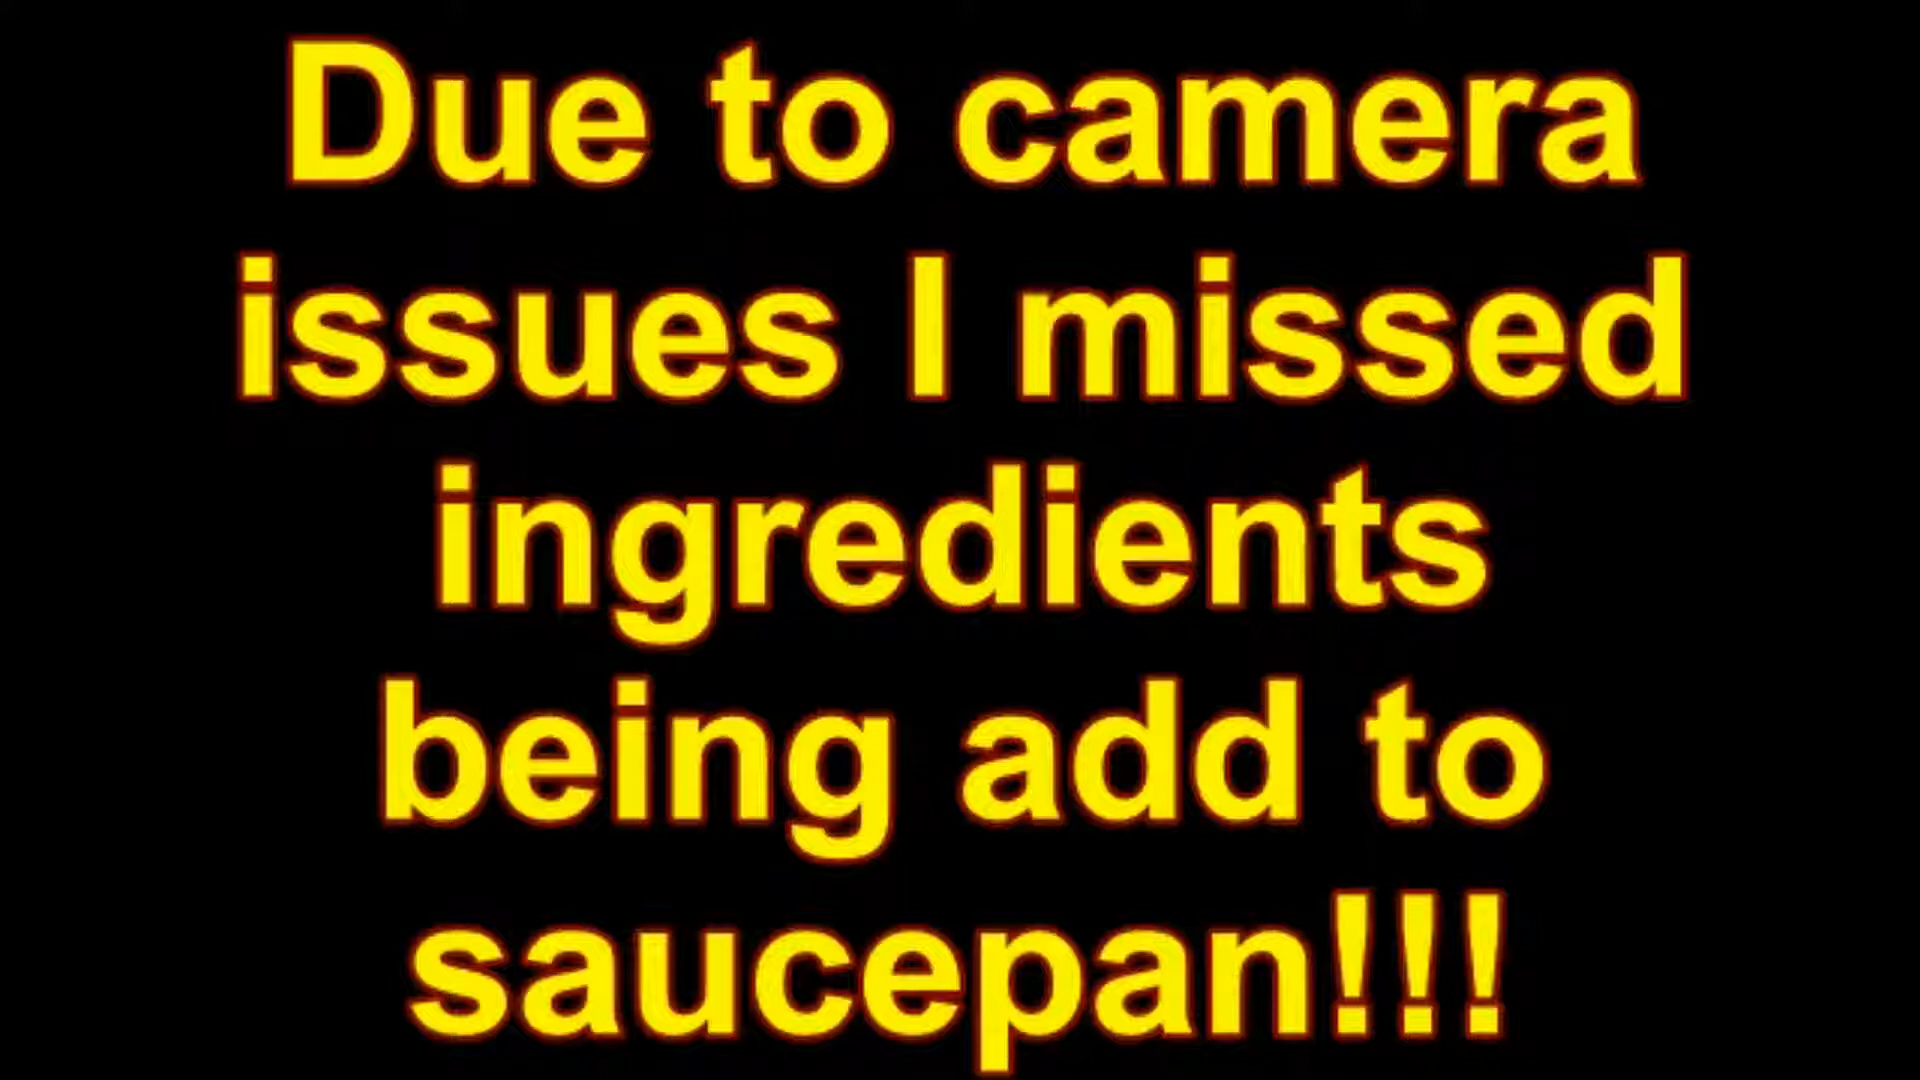 Due to camera
issues I missed
ingredients
being add to
saucepan!!!